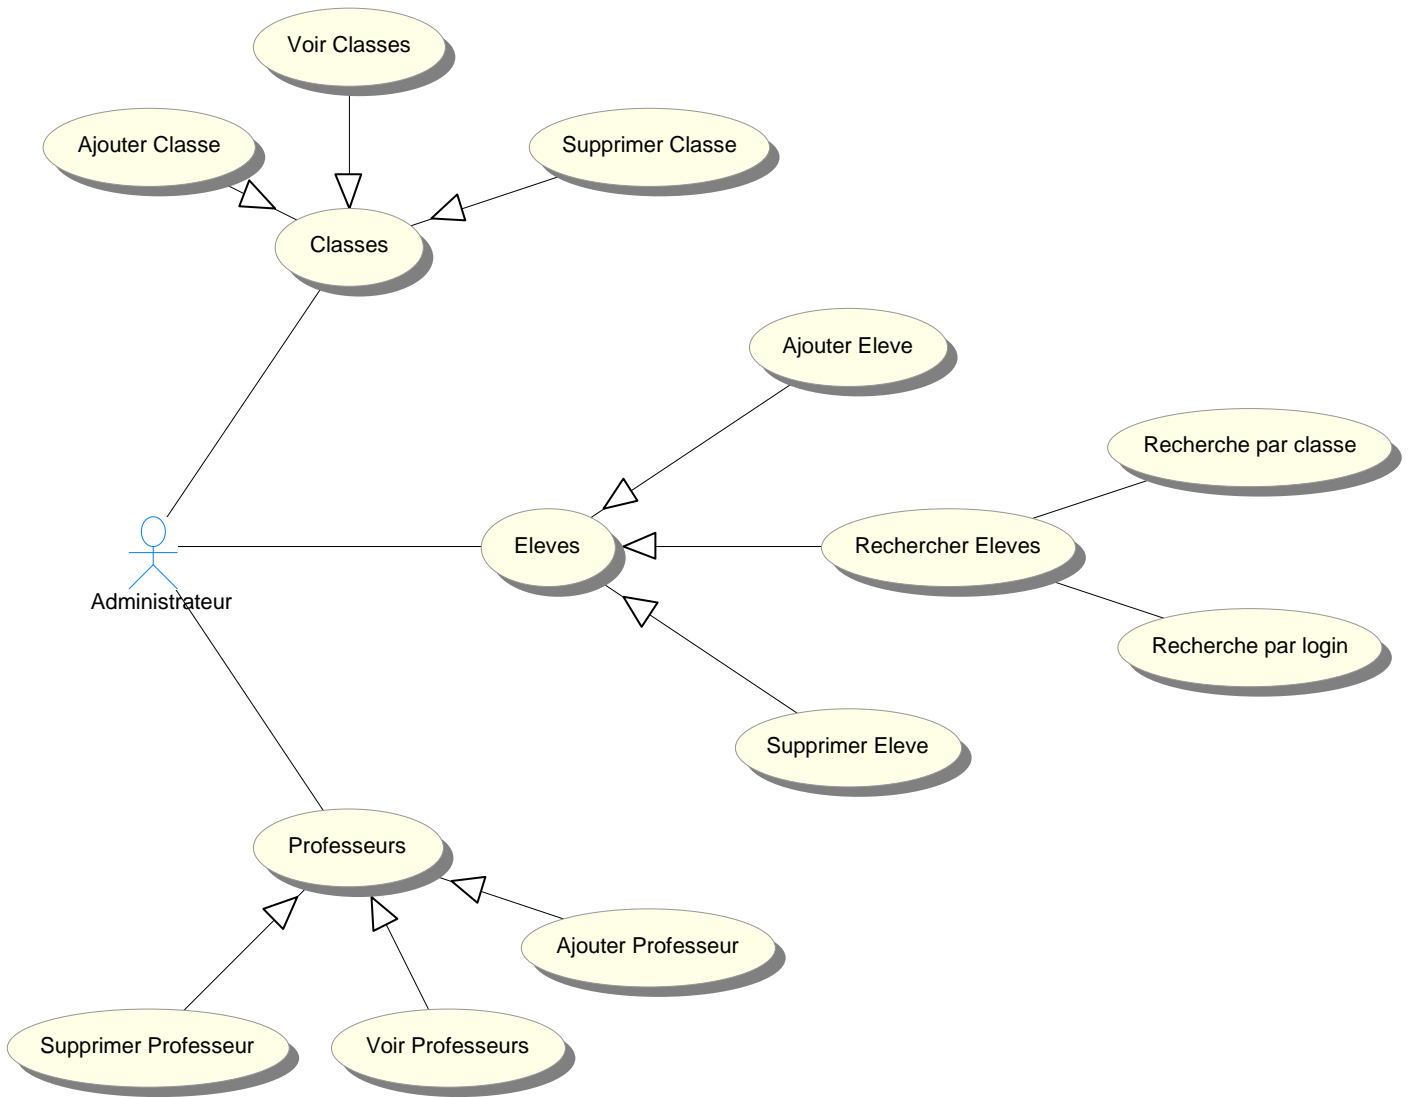 Voir Classes
Ajouter Classe
Supprimer Classe
Classes
Ajouter Eleve
Recherche par classe
Eleves
Rechercher Eleves
Administrateur
Recherche par login
Supprimer Eleve
Professeurs
Ajouter Professeur
Supprimer Professeur
Voir Professeurs